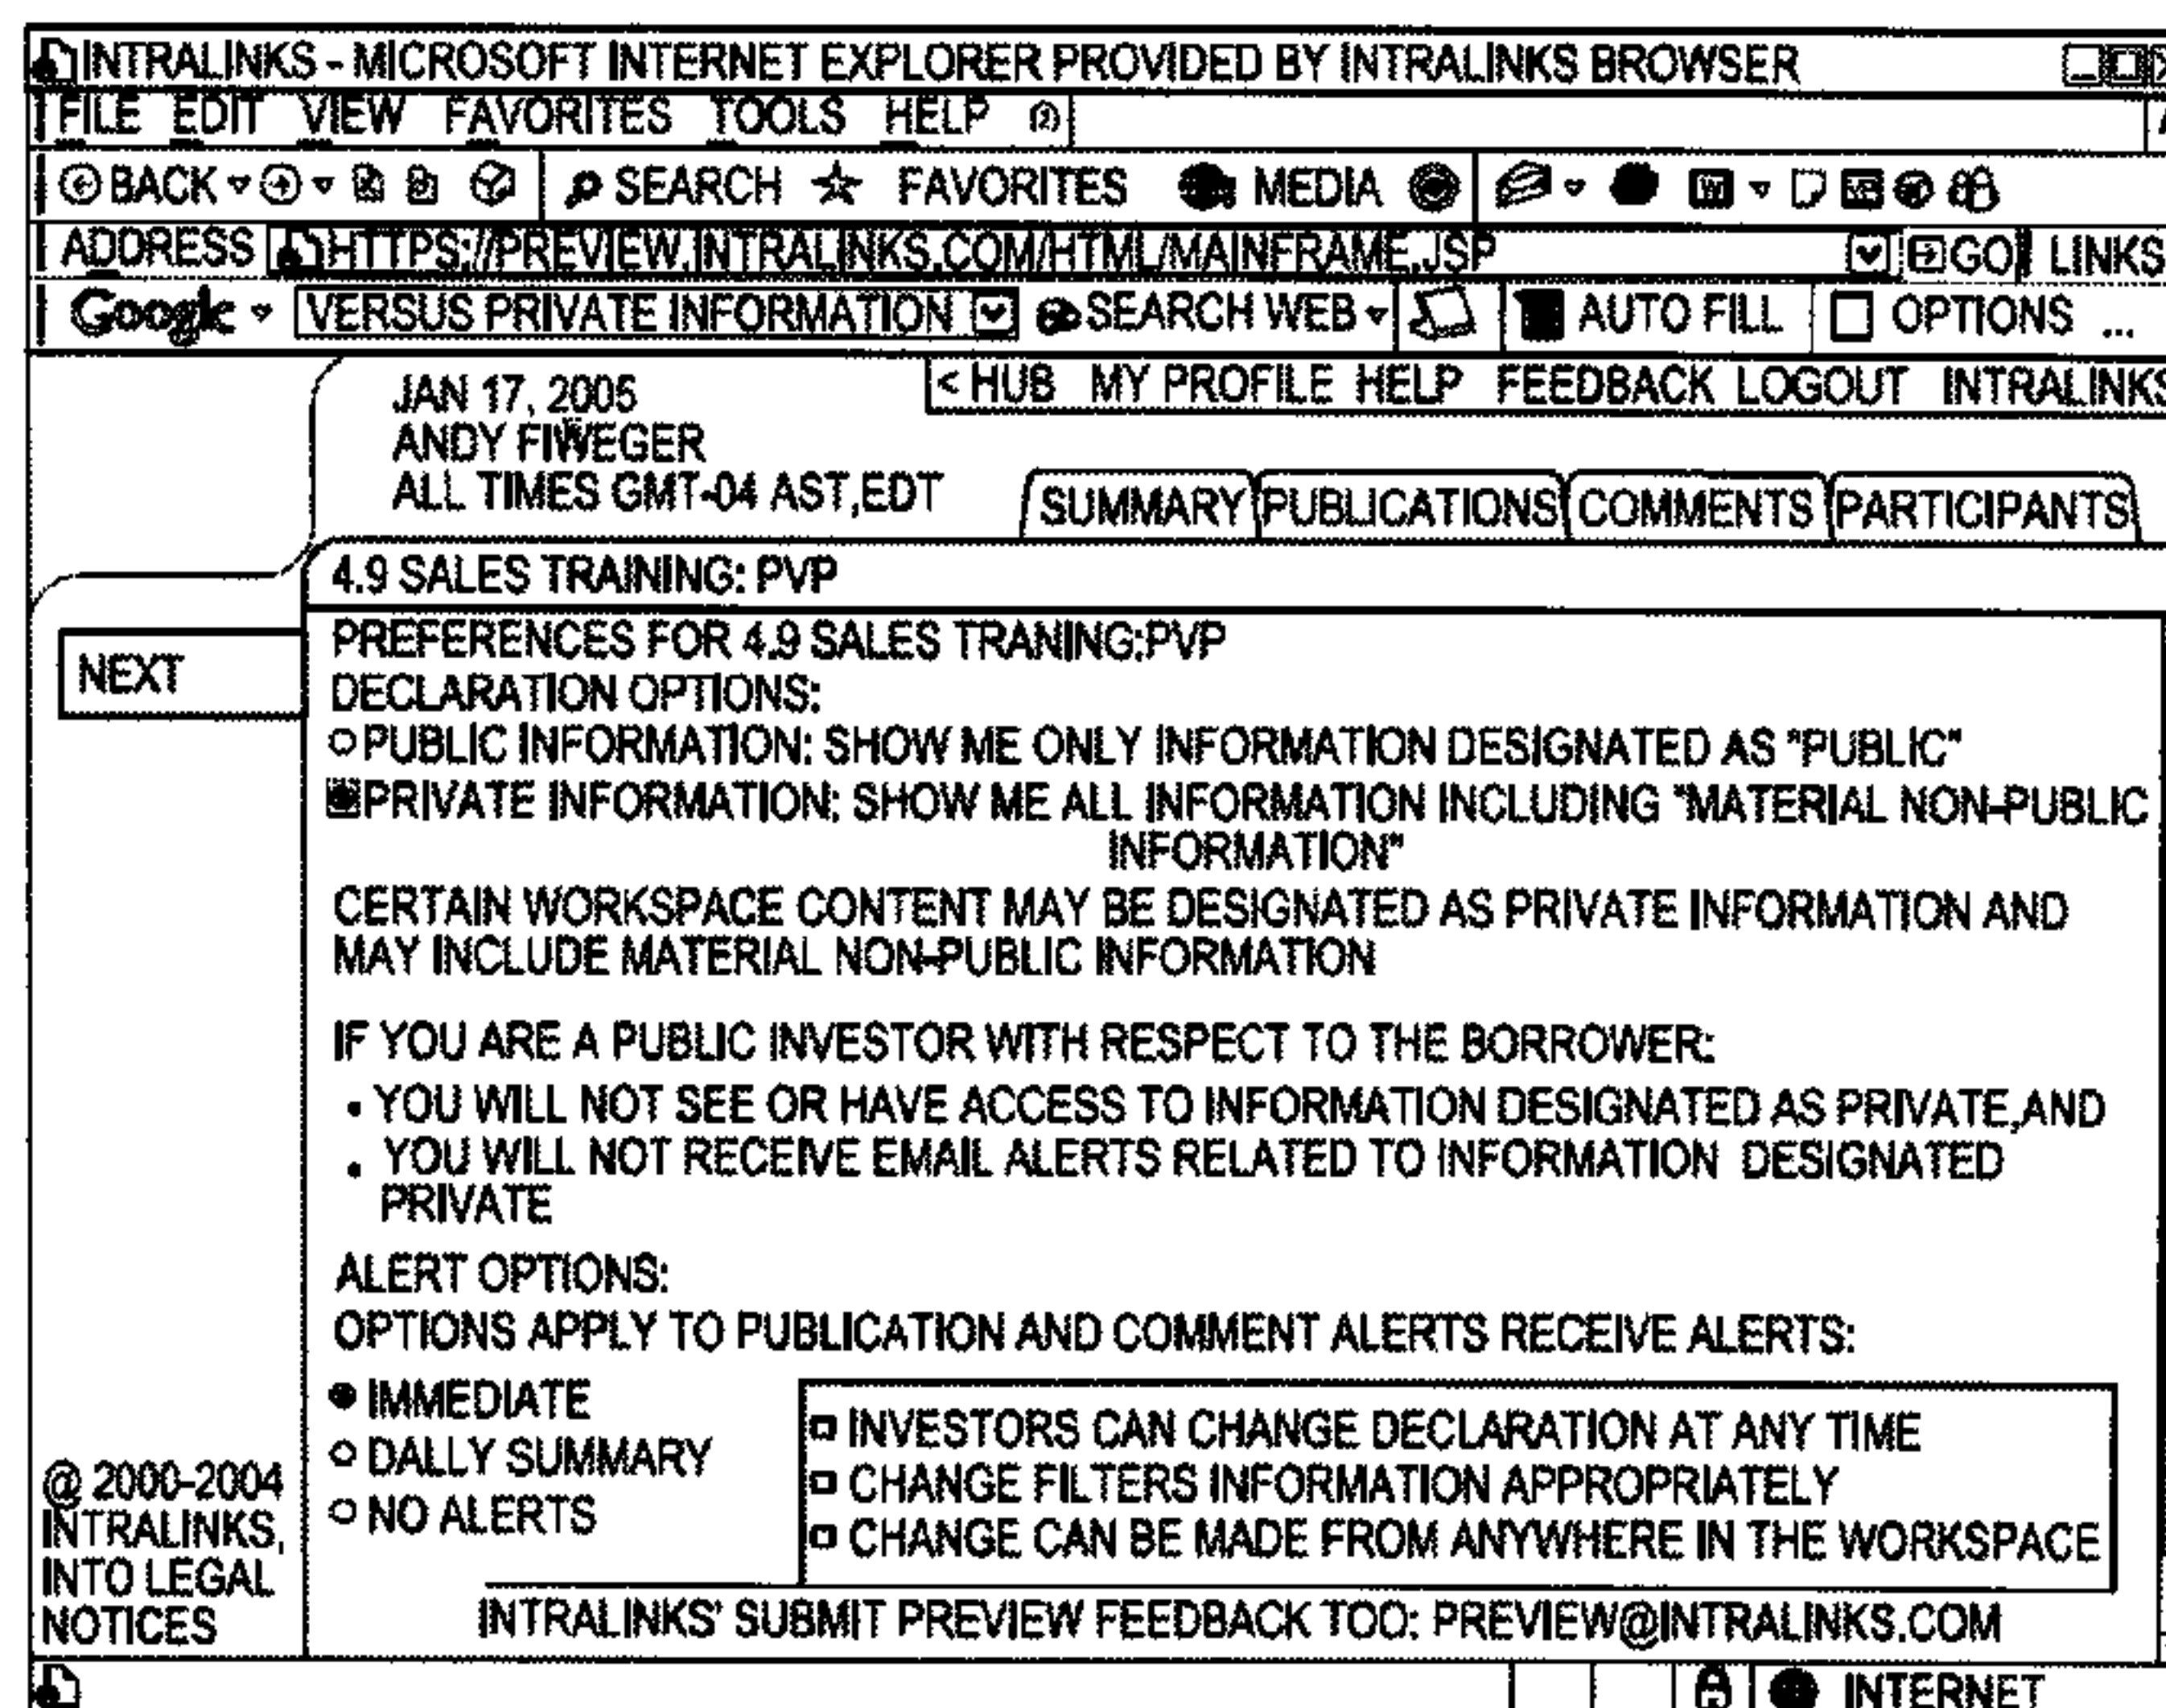 INTRALINKS - MICROSOFT INTERNET EXPLORER PROVIDED BY INTRALINKS BROWSER
FILE EDIT VIEW FAVORITES TOOLS HELP
BACK SEARCH FAVORITES MEDIA
ADDRESS HTTPS://PREVIEW.INTRALINKS.COM/HTML/MAINFRAME.JSP GO LINKS
Google VERSUS PRIVATE INFORMATION SEARCH WEB AUTO FILL OPTIONS ...
< HUB MY PROFILE HELP FEEDBACK LOGOUT INTRALINKS
JAN 17, 2005
ANDY FIWEGER
ALL TIMES GMT-04 AST,EDT
SUMMARY PUBLICATIONS COMMENTS PARTICIPANTS
4.9 SALES TRAINING: PVP
NEXT
PREFERENCES FOR 4.9 SALES TRANING:PVP
DECLARATION OPTIONS:
PUBLIC INFORMATION: SHOW ME ONLY INFORMATION DESIGNATED AS "PUBLIC"
PRIVATE INFORMATION: SHOW ME ALL INFORMATION INCLUDING "MATERIAL NON-PUBLIC
INFORMATION"
CERTAIN WORKSPACE CONTENT MAY BE DESIGNATED AS PRIVATE INFORMATION AND
MAY INCLUDE MATERIAL NON-PUBLIC INFORMATION
IF YOU ARE A PUBLIC INVESTOR WITH RESPECT TO THE BORROWER:
• YOU WILL NOT SEE OR HAVE ACCESS TO INFORMATION DESIGNATED AS PRIVATE,AND
• YOU WILL NOT RECEIVE EMAIL ALERTS RELATED TO INFORMATION DESIGNATED
PRIVATE
ALERT OPTIONS:
OPTIONS APPLY TO PUBLICATION AND COMMENT ALERTS RECEIVE ALERTS:
IMMEDIATE
DALLY SUMMARY
NO ALERTS
INVESTORS CAN CHANGE DECLARATION AT ANY TIME
CHANGE FILTERS INFORMATION APPROPRIATELY
CHANGE CAN BE MADE FROM ANYWHERE IN THE WORKSPACE
@ 2000-2004
INTRALINKS,
INTO LEGAL
NOTICES
INTRALINKS' SUBMIT PREVIEW FEEDBACK TOO: PREVIEW@INTRALINKS.COM
INTERNET